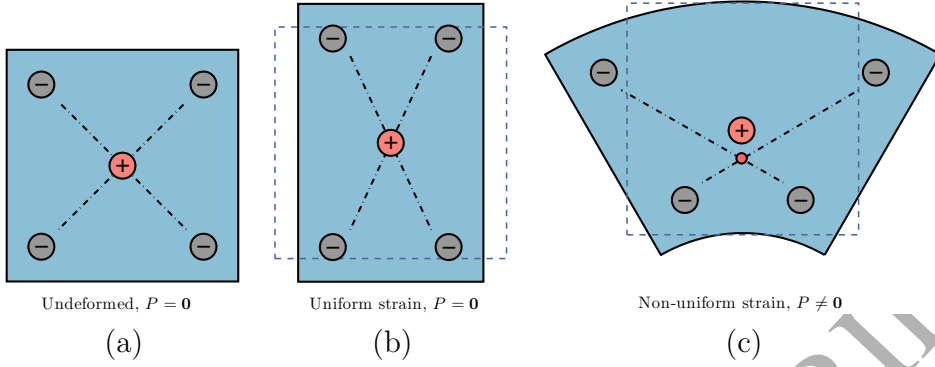 − − + − −
− − + − −
− − + − −
Undeformed, P = 0
Uniform strain, P = 0
Non-uniform strain, P ≠ 0
(a)
(b)
(c)